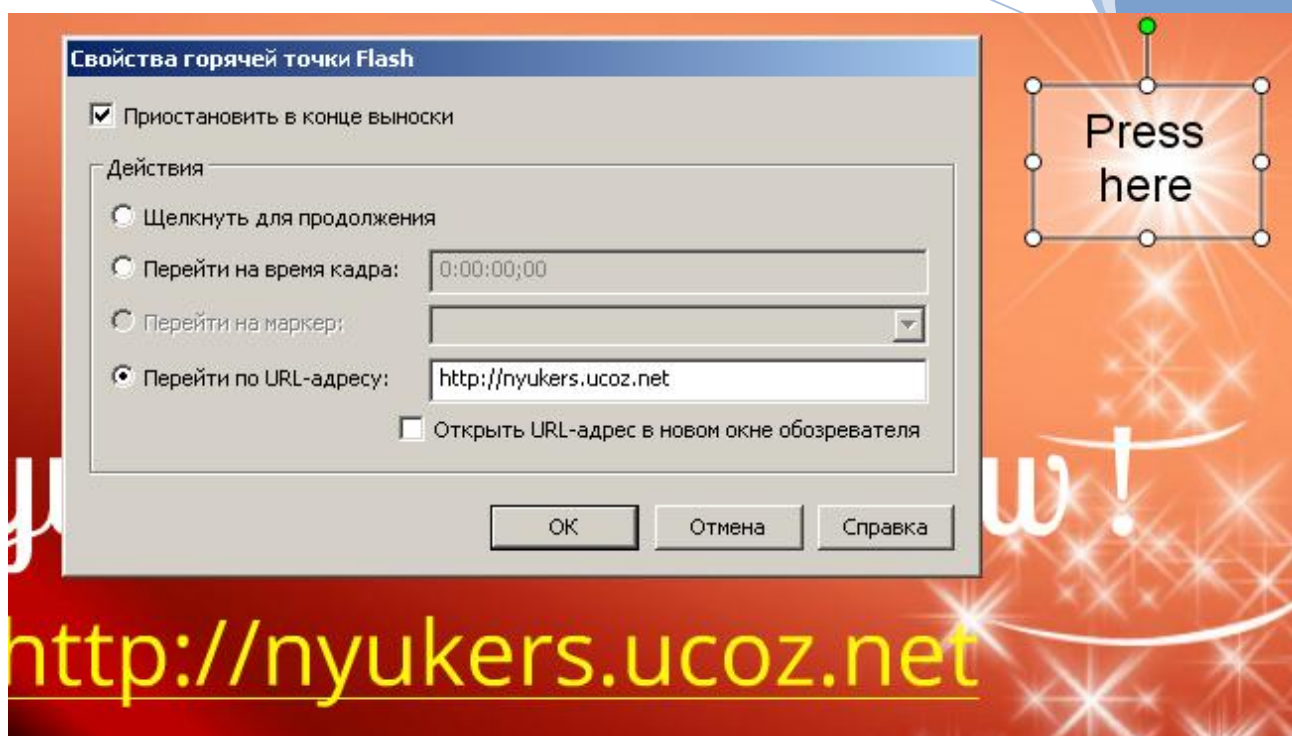 Свойства горячей точки Flash
Приостановить в конце выноски
Действия
Щелкнуть для продолжения
Перейти на время кадра: 0:00:00;00
Перейти на маркер:
Перейти по URL-адресу: http://nyukers.ucoz.net
Открыть URL-адрес в новом окне обозревателя
ОК Отмена Справка
Press
here
w!
http://nyukers.ucoz.net